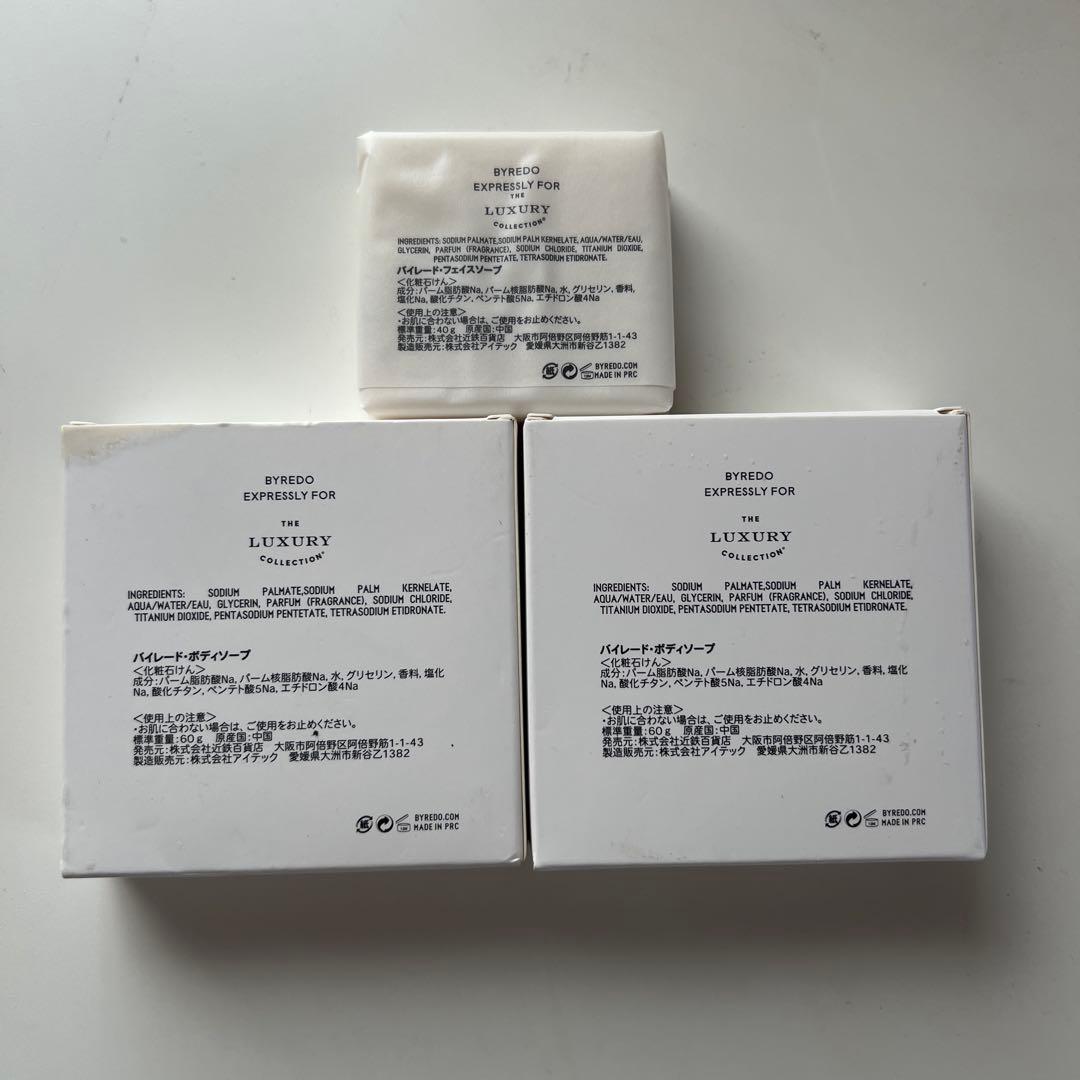 BYREDO
EXPRESSLY FOR
THE
LUXURY
COLLECTION®
INGREDIENTS: SODIUM PALMATE,SODIUM PALM KERNELATE, AQUA/WATER/EAU,
GLYCERIN, PARFUM (FRAGRANCE), SODIUM CHLORIDE, TITANIUM DIOXIDE,
PENTASODIUM PENTETATE, TETRASODIUM ETIDRONATE.
バイレード・フェイスソープ
＜化粧石けん＞
成分：パーム脂肪酸Na, パーム核脂肪酸Na, 水, グリセリン, 香料,
塩化Na, 酸化チタン, ペンテト酸5Na, エチドロン酸4Na
＜使用上の注意＞
・お肌に合わない場合は、ご使用をお止めください。
標準重量：40g 原産国：中国
発売元：株式会社近鉄百貨店 大阪市阿倍野区阿倍野筋1-1-43
製造販売元：株式会社アイテック 愛媛県大洲市新谷乙1382
紙
BYREDO.COM
MADE IN PRC
BYREDO
EXPRESSLY FOR
THE
LUXURY
COLLECTION®
INGREDIENTS: SODIUM PALMATE,SODIUM PALM KERNELATE,
AQUA/WATER/EAU, GLYCERIN, PARFUM (FRAGRANCE), SODIUM CHLORIDE,
TITANIUM DIOXIDE, PENTASODIUM PENTETATE, TETRASODIUM ETIDRONATE.
バイレード・ボディソープ
＜化粧石けん＞
成分：パーム脂肪酸Na, パーム核脂肪酸Na, 水, グリセリン, 香料, 塩化
Na, 酸化チタン, ペンテト酸5Na, エチドロン酸4Na
＜使用上の注意＞
・お肌に合わない場合は、ご使用をお止めください。
標準重量：60g 原産国：中国
発売元：株式会社近鉄百貨店 大阪市阿倍野区阿倍野筋1-1-43
製造販売元：株式会社アイテック 愛媛県大洲市新谷乙1382
紙
BYREDO.COM
MADE IN PRC
BYREDO
EXPRESSLY FOR
THE
LUXURY
COLLECTION®
INGREDIENTS: SODIUM PALMATE,SODIUM PALM KERNELATE,
AQUA/WATER/EAU, GLYCERIN, PARFUM (FRAGRANCE), SODIUM CHLORIDE,
TITANIUM DIOXIDE, PENTASODIUM PENTETATE, TETRASODIUM ETIDRONATE.
バイレード・ボディソープ
＜化粧石けん＞
成分：パーム脂肪酸Na, パーム核脂肪酸Na, 水, グリセリン, 香料, 塩化
Na, 酸化チタン, ペンテト酸5Na, エチドロン酸4Na
＜使用上の注意＞
・お肌に合わない場合は、ご使用をお止めください。
標準重量：60g 原産国：中国
発売元：株式会社近鉄百貨店 大阪市阿倍野区阿倍野筋1-1-43
製造販売元：株式会社アイテック 愛媛県大洲市新谷乙1382
紙
BYREDO.COM
MADE IN PRC